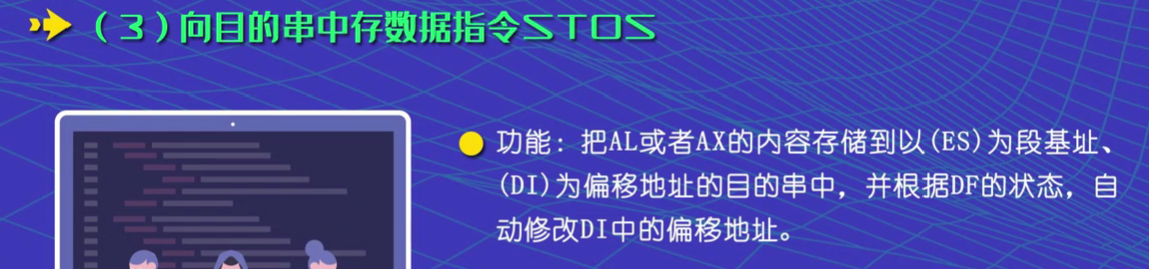 (3)向目的串中存数据指令STOS
功能：把AL或者AX的内容存储到以(ES)为段基址、
(DI)为偏移地址的目的串中，并根据DF的状态，自
动修改DI中的偏移地址。